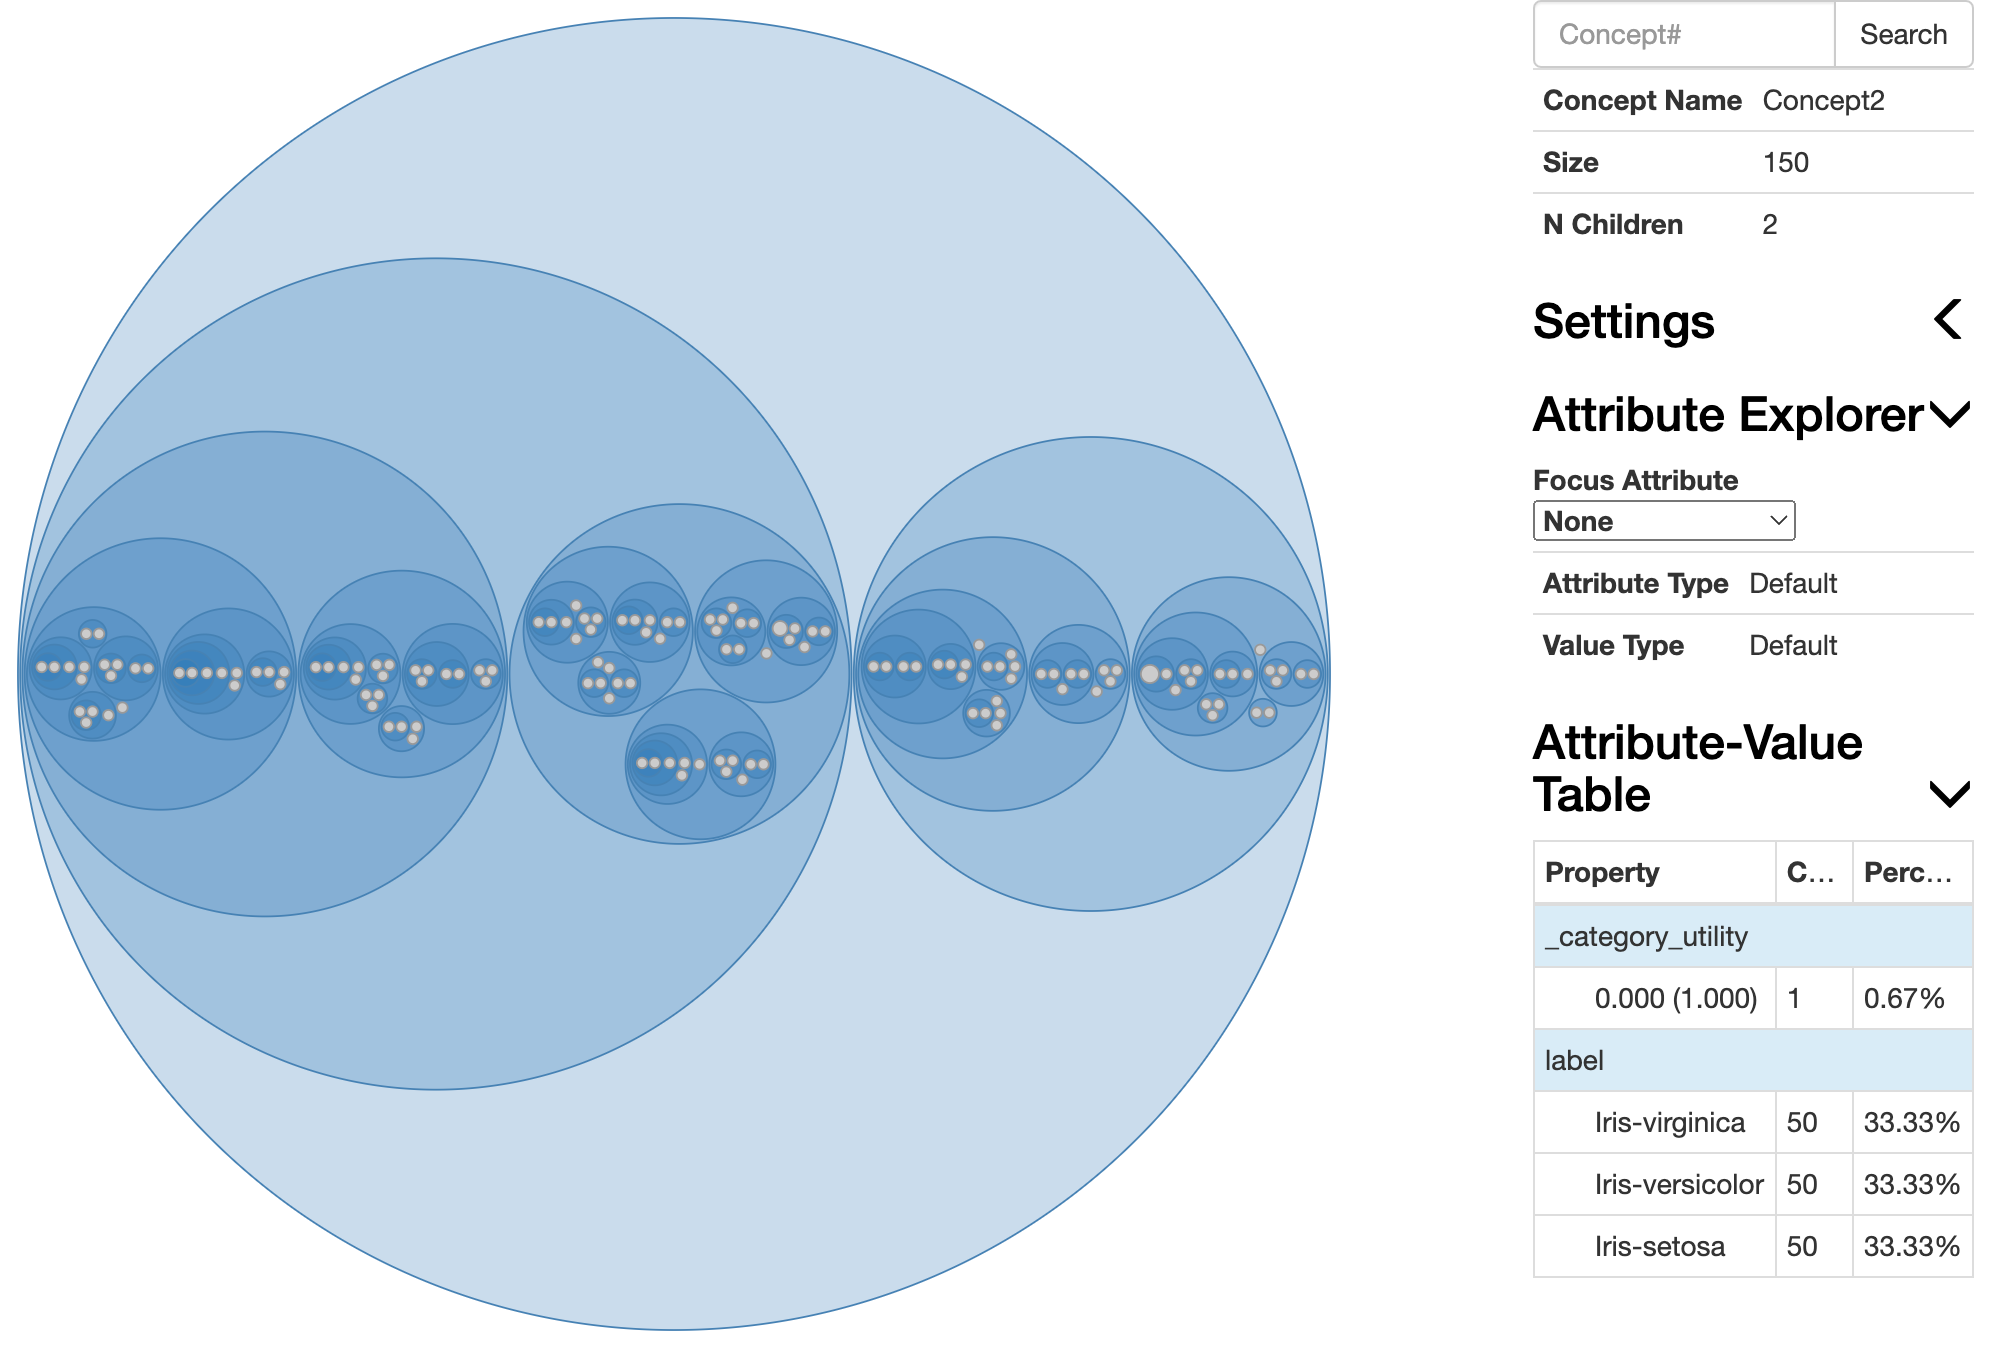 Concept# Search
Concept Name Concept2
Size 150
N Children 2
Settings
Attribute Explorer
Focus Attribute
None
Attribute Type Default
Value Type Default
Attribute-Value
Table
Property C... Perc...
_category_utility
0.000 (1.000) 1 0.67%
label
Iris-virginica 50 33.33%
Iris-versicolor 50 33.33%
Iris-setosa 50 33.33%